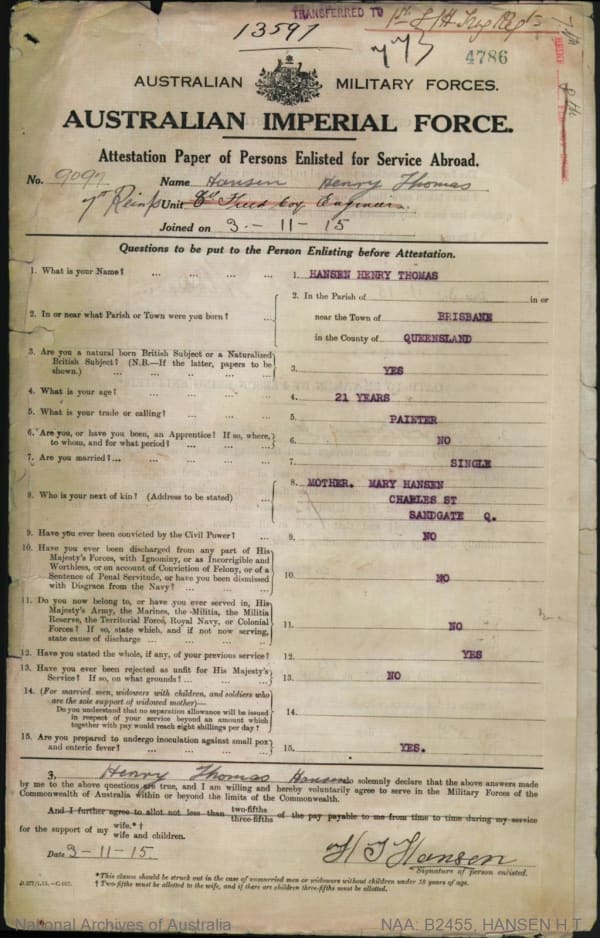 TRANSFERRED TO 1st L H Trg Regt
13597
773
4786
AUSTRALIAN MILITARY FORCES.
AUSTRALIAN IMPERIAL FORCE.
Attestation Paper of Persons Enlisted for Service Abroad.
No. 9097 Name Hansen Henry Thomas
7th Reinfs Unit Field Coy Engineers
Joined on 3-11-15
Questions to be put to the Person Enlisting before Attestation.
1. What is your Name? ... ... ... 1. HANSEN HENRY THOMAS
2. In or near what Parish or Town were you born? ... 2. In the Parish of in or
near the Town of BRISBANE
in the County of QUEENSLAND
3. Are you a natural born British Subject or a Naturalized
British Subject? (N.B.—If the latter, papers to be
shown.) ... ... 3. YES
4. What is your age? ... ... ... 4. 21 YEARS
5. What is your trade or calling? ... ... 5. PAINTER
6. Are you, or have you been, an Apprentice? If so, where,
to whom, and for what period? ... ... 6. NO
7. Are you married?... ... ... ... 7. SINGLE
8. Who is your next of kin? (Address to be stated) ... 8. MOTHER. MARY HANSEN
CHARLES ST
SANDGATE Q.
9. Have you ever been convicted by the Civil Power? ... 9. NO
10. Have you ever been discharged from any part of His
Majesty's Forces, with Ignominy, or as Incorrigible and
Worthless, or on account of Conviction of Felony, or of a
Sentence of Penal Servitude, or have you been dismissed
with Disgrace from the Navy? ... ... ... 10. NO
11. Do you now belong to, or have you ever served in, His
Majesty's Army, the Marines, the Militia, the Militia
Reserve, the Territorial Force, Royal Navy, or Colonial
Forces? If so, state which, and if not now serving,
state cause of discharge ... ... ... 11. NO
12. Have you stated the whole, if any, of your previous service? 12. YES
13. Have you ever been rejected as unfit for His Majesty's
Service? If so, on what grounds? ... ... ... 13. NO
14. (For married men, widowers with children, and soldiers who
are the sole support of widowed mother)—
Do you understand that no separation allowance will be issued
in respect of your service beyond an amount which
together with pay would reach eight shillings per day? 14.
15. Are you prepared to undergo inoculation against small pox
and enteric fever? ... ... ... 15. YES.
I, Henry Thomas Hansen do solemnly declare that the above answers made
by me to the above questions are true, and I am willing and hereby voluntarily agree to serve in the Military Forces of the
Commonwealth of Australia within or beyond the limits of the Commonwealth.
And I further agree to allot not less than two-fifths three-fifths of the pay payable to me from time to time during my service
for the support of my wife.*†
wife and children.
Date 3-11-15. H T Hansen
Signature of person enlisted.
*This clause should be struck out in the case of unmarried men or widowers without children under 18 years of age.
† Two-fifths must be allotted to the wife, and if there are children three-fifths must be allotted.
National Archives of Australia NAA: B2455, HANSEN H T